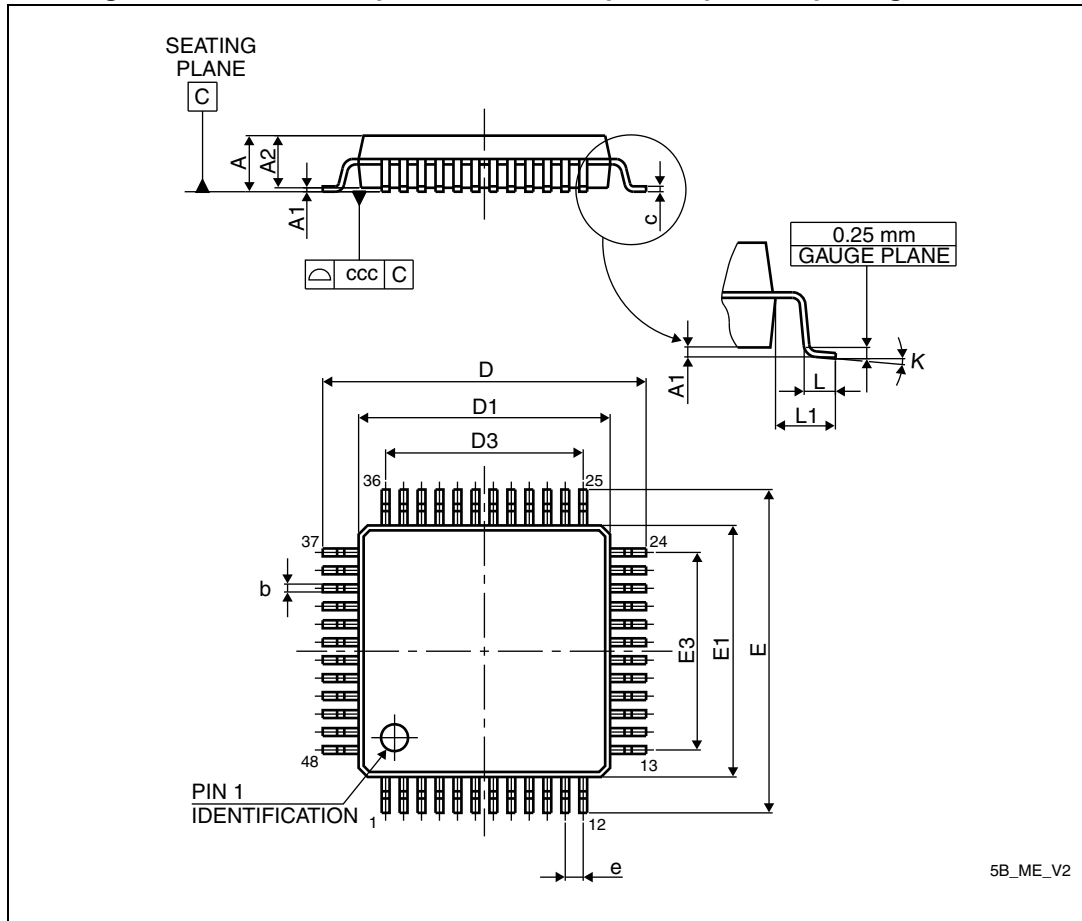 SEATING
PLANE
C
A
A2
A1
c
ccc C
0.25 mm
GAUGE PLANE
A1
K
L
L1
D
D1
D3
36
25
37
24
b
E3
E1
E
48
13
PIN 1
IDENTIFICATION
1
12
e
5B_ME_V2